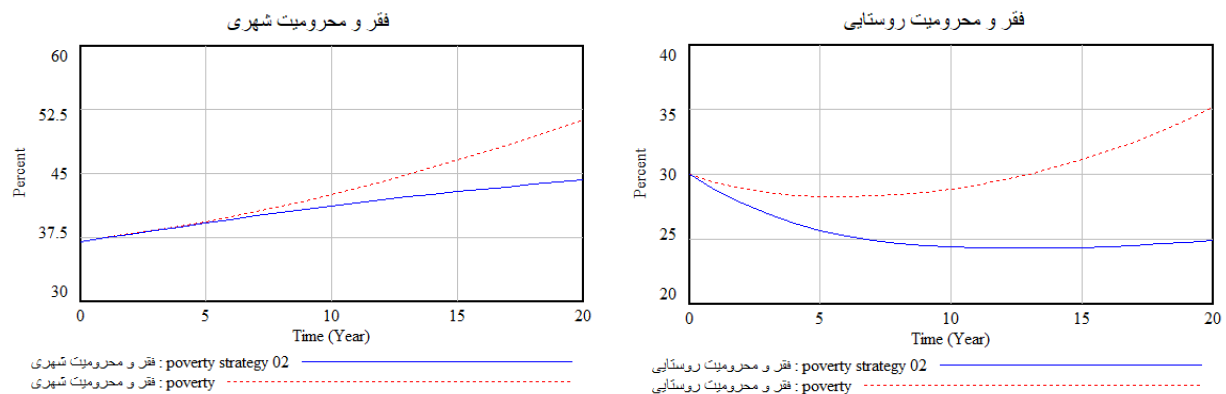 فقر و محرومیت شهری
60
52.5
45
37.5
30
Percent
0 5 10 15 20
Time (Year)
فقر و محرومیت شهری : poverty strategy 02
فقر و محرومیت شهری : poverty
فقر و محرومیت روستایی
40
35
30
25
20
Percent
0 5 10 15 20
Time (Year)
فقر و محرومیت روستایی : poverty strategy 02
فقر و محرومیت روستایی : poverty